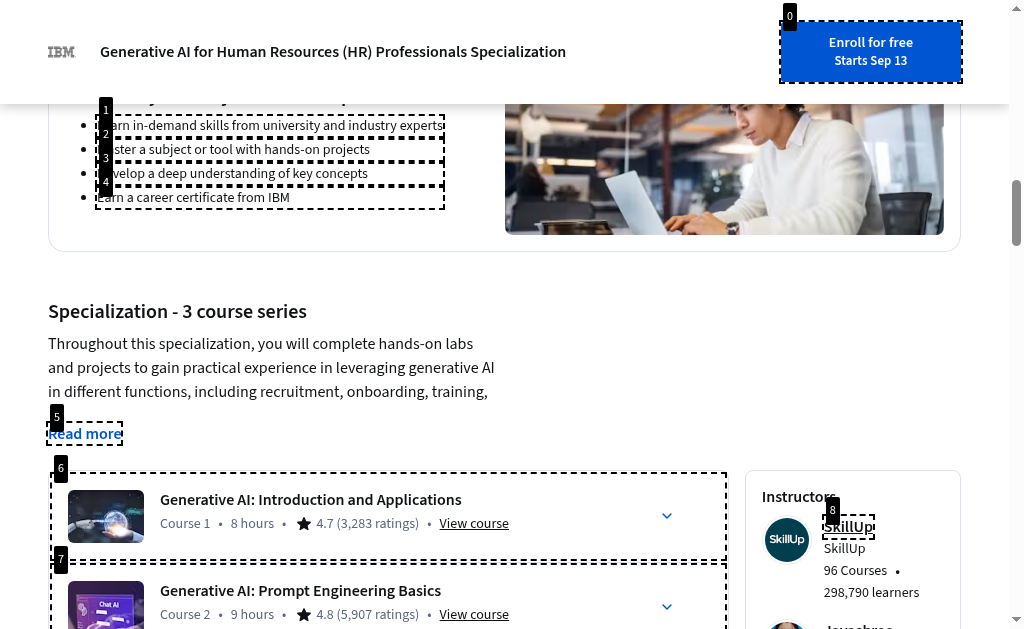 IBM
Generative AI for Human Resources (HR) Professionals Specialization
0
Enroll for free
Starts Sep 13
1
2
3
4
arn in-demand skills from university and industry experts
ster a subject or tool with hands-on projects
velop a deep understanding of key concepts
Earn a career certificate from IBM
Specialization - 3 course series
Throughout this specialization, you will complete hands-on labs
and projects to gain practical experience in leveraging generative AI
in different functions, including recruitment, onboarding, training,
5
Read more
6
Generative AI: Introduction and Applications
Course 1 • 8 hours • 4.7 (3,283 ratings) • View course
7
Generative AI: Prompt Engineering Basics
Course 2 • 9 hours • 4.8 (5,907 ratings) • View course
Instructors
8
SkillUp
SkillUp
SkillUp
96 Courses •
298,790 learners